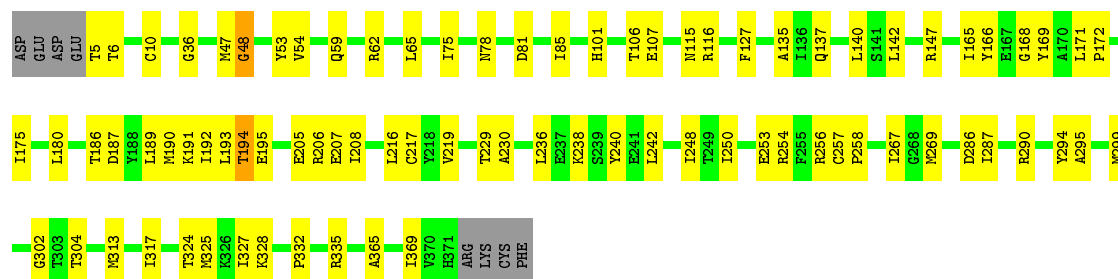 ASP GLU ASP GLU T5 T6 C10 G36 M47 G48 Y53 V54 Q59 R62 L65 I75 N78 D81 I85 H101 T106 E107 N115 R116 F127 A135 I136 Q137 L140 S141 L142 R147 I165 Y166 E167 G168 Y169 A170 L171 P172
I175 L180 T186 D187 Y188 L189 M190 K191 I192 L193 T194 E195 E205 R206 E207 I208 L216 C217 Y218 V219 T229 A230 L236 E237 K238 S239 Y240 E241 L242 I248 T249 I250 E253 R254 F255 R256 C257 P258 I267 G268 M269 D286 I287 R290 Y294 A295 M299
G302 T303 T304 M313 I317 T324 M325 K326 I327 K328 P332 R335 A365 I369 V370 H371 ARG LYS CYS PHE